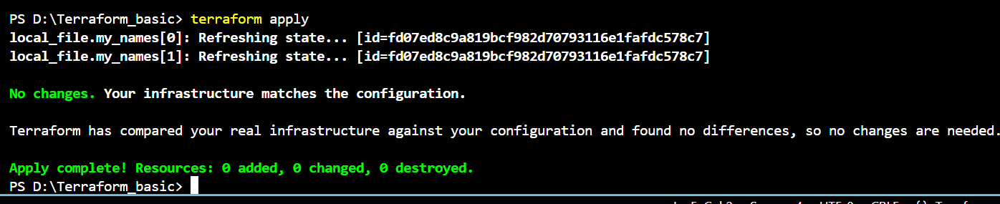 PS D:\Terraform_basic> terraform apply
local_file.my_names[0]: Refreshing state... [id=fd07ed8c9a819bcf982d70793116e1fafdc578c7]
local_file.my_names[1]: Refreshing state... [id=fd07ed8c9a819bcf982d70793116e1fafdc578c7]
No changes. Your infrastructure matches the configuration.
Terraform has compared your real infrastructure against your configuration and found no differences, so no changes are needed.
Apply complete! Resources: 0 added, 0 changed, 0 destroyed.
PS D:\Terraform_basic>